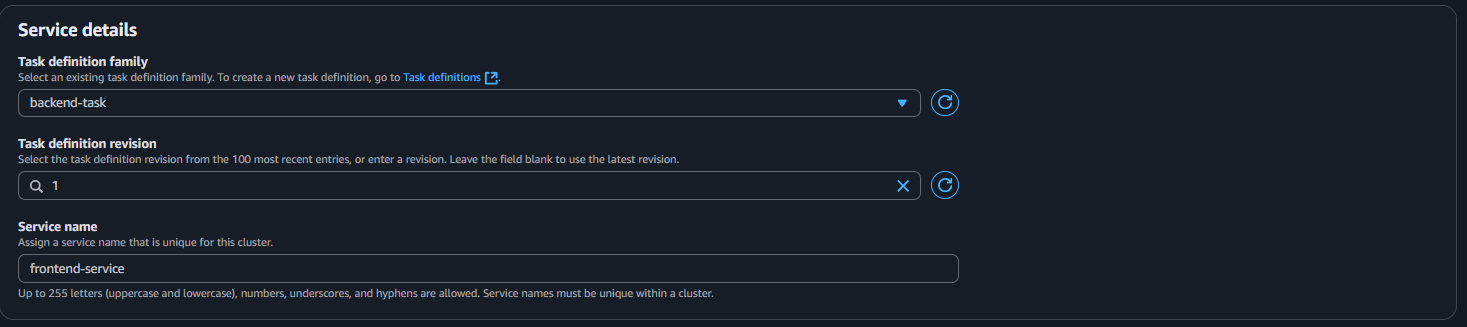 Service details
Task definition family
Select an existing task definition family. To create a new task definition, go to Task definitions.
backend-task
Task definition revision
Select the task definition revision from the 100 most recent entries, or enter a revision. Leave the field blank to use the latest revision.
1
Service name
Assign a service name that is unique for this cluster.
frontend-service
Up to 255 letters (uppercase and lowercase), numbers, underscores, and hyphens are allowed. Service names must be unique within a cluster.